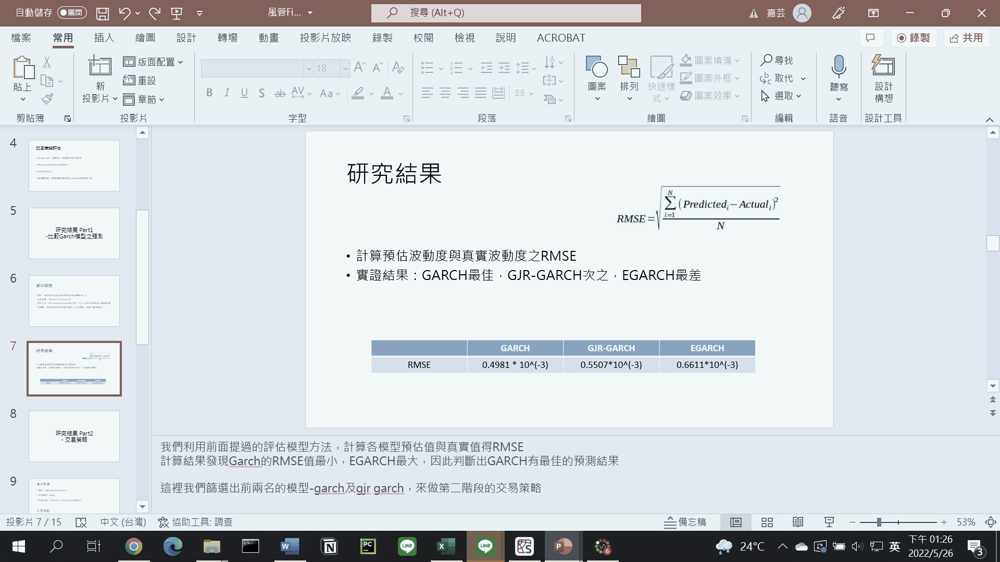 自動儲存 關閉 風管Fi... 搜尋 (Alt+Q) 嘉芸
檔案 常用 插入 繪圖 設計 轉場 動畫 投影片放映 錄製 校閱 檢視 說明 ACROBAT 錄製 共用
貼上 新 投影片 版面配置 重設 章節 18 圖案 排列 快速樣式 圖案填滿 圖案外框 圖案效果 尋找 取代 選取 聽寫 設計 構想
剪貼簿 投影片 字型 段落 繪圖 編輯 語音 設計工具
4
交易策略評估
5
研究結果 Part1
-比較Garch模型之預測
6
資料型態
7
研究結果
8
研究結果 Part2
- 交易策略
9
資料型態
研究結果
RMSE = √ ∑ N i=1 (Predictedᵢ − Actualᵢ)² / N
• 計算預估波動度與真實波動度之RMSE
• 實證結果：GARCH最佳，GJR-GARCH次之，EGARCH最差
GARCH GJR-GARCH EGARCH
RMSE 0.4981 * 10^(-3) 0.5507*10^(-3) 0.6611*10^(-3)
我們利用前面提過的評估模型方法，計算各模型預估值與真實值得RMSE
計算結果發現Garch的RMSE值最小，EGARCH最大，因此判斷出GARCH有最佳的預測結果
這裡我們篩選出前兩名的模型-garch及gjr garch，來做第二階段的交易策略
投影片 7 / 15 中文 (台灣) 協助工具: 調查 備忘稿 53%
24°C 英 下午 01:26
2022/5/26 3